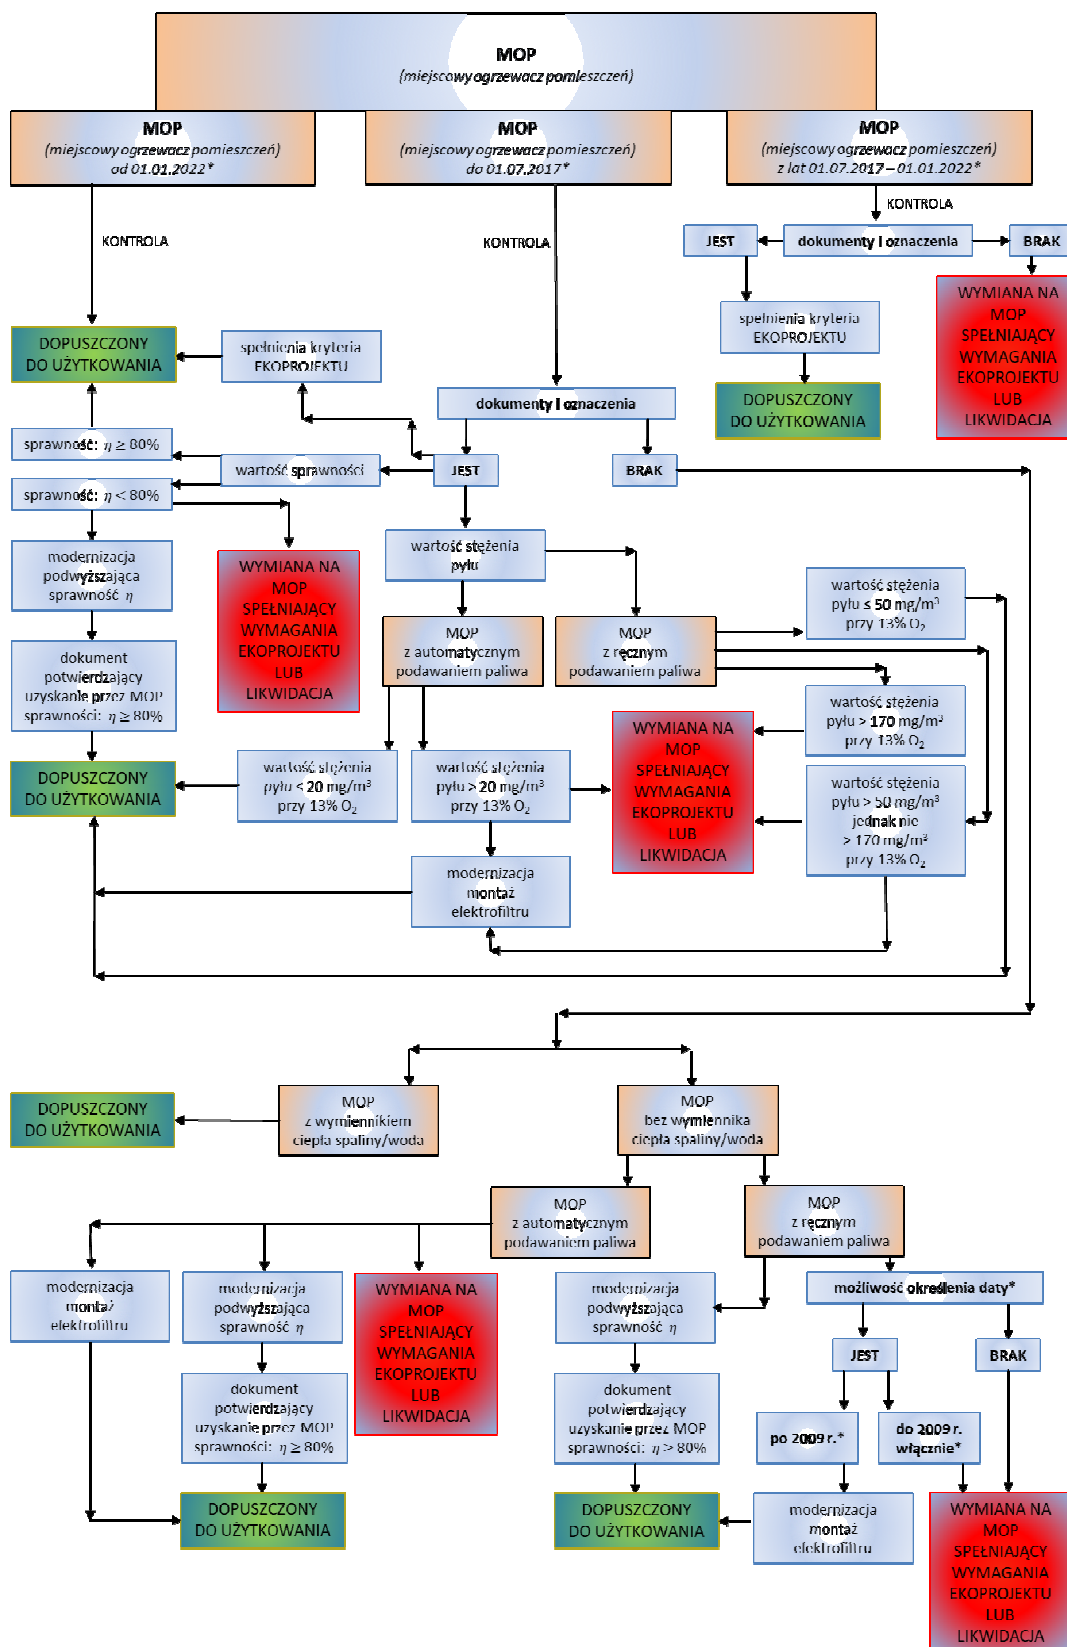 MOP
(miejscowy ogrzewacz pomieszczeń)
MOP
(miejscowy ogrzewacz pomieszczeń)
od 01.01.2022*
MOP
(miejscowy ogrzewacz pomieszczeń)
do 01.07.2017*
MOP
(miejscowy ogrzewacz pomieszczeń)
z lat 01.07.2017 – 01.01.2022*
KONTROLA
KONTROLA
KONTROLA
JEST
dokumenty i oznaczenia
BRAK
WYMIANA NA
MOP
SPEŁNIAJĄCY
WYMAGANIA
EKOPROJEKTU
LUB
LIKWIDACJA
spełnienia kryteria
EKOPROJEKTU
DOPUSZCZONY
DO UŻYTKOWANIA
DOPUSZCZONY
DO UŻYTKOWANIA
spełnienia kryteria
EKOPROJEKTU
dokumenty i oznaczenia
sprawność: η ≥ 80%
wartość sprawności
JEST
BRAK
sprawność: η < 80%
modernizacja
podwyższająca
sprawność η
WYMIANA NA
MOP
SPEŁNIAJĄCY
WYMAGANIA
EKOPROJEKTU
LUB
LIKWIDACJA
wartość stężenia
pyłu
wartość stężenia
pyłu ≤ 50 mg/m³
przy 13% O₂
MOP
z automatycznym
podawaniem paliwa
MOP
z ręcznym
podawaniem paliwa
dokument
potwierdzający
uzyskanie przez MOP
sprawności: η ≥ 80%
wartość stężenia
pyłu > 170 mg/m³
przy 13% O₂
WYMIANA NA
MOP
SPEŁNIAJĄCY
WYMAGANIA
EKOPROJEKTU
LUB
LIKWIDACJA
DOPUSZCZONY
DO UŻYTKOWANIA
wartość stężenia
pyłu < 20 mg/m³
przy 13% O₂
wartość stężenia
pyłu > 20 mg/m³
przy 13% O₂
wartość stężenia
pyłu > 50 mg/m³
jednak nie
> 170 mg/m³
przy 13% O₂
modernizacja
montaż
elektrofiltru
DOPUSZCZONY
DO UŻYTKOWANIA
MOP
z wymiennikiem
ciepła spaliny/woda
MOP
bez wymiennika
ciepła spaliny/woda
MOP
z automatycznym
podawaniem paliwa
MOP
z ręcznym
podawaniem paliwa
modernizacja
montaż
elektrofiltru
modernizacja
podwyższająca
sprawność η
WYMIANA NA
MOP
SPEŁNIAJĄCY
WYMAGANIA
EKOPROJEKTU
LUB
LIKWIDACJA
modernizacja
podwyższająca
sprawność η
możliwość określenia daty*
JEST
BRAK
dokument
potwierdzający
uzyskanie przez MOP
sprawności: η ≥ 80%
dokument
potwierdzający
uzyskanie przez MOP
sprawności: η > 80%
po 2009 r.*
do 2009 r.
włącznie*
DOPUSZCZONY
DO UŻYTKOWANIA
DOPUSZCZONY
DO UŻYTKOWANIA
modernizacja
montaż
elektrofiltru
WYMIANA NA
MOP
SPEŁNIAJĄCY
WYMAGANIA
EKOPROJEKTU
LUB
LIKWIDACJA